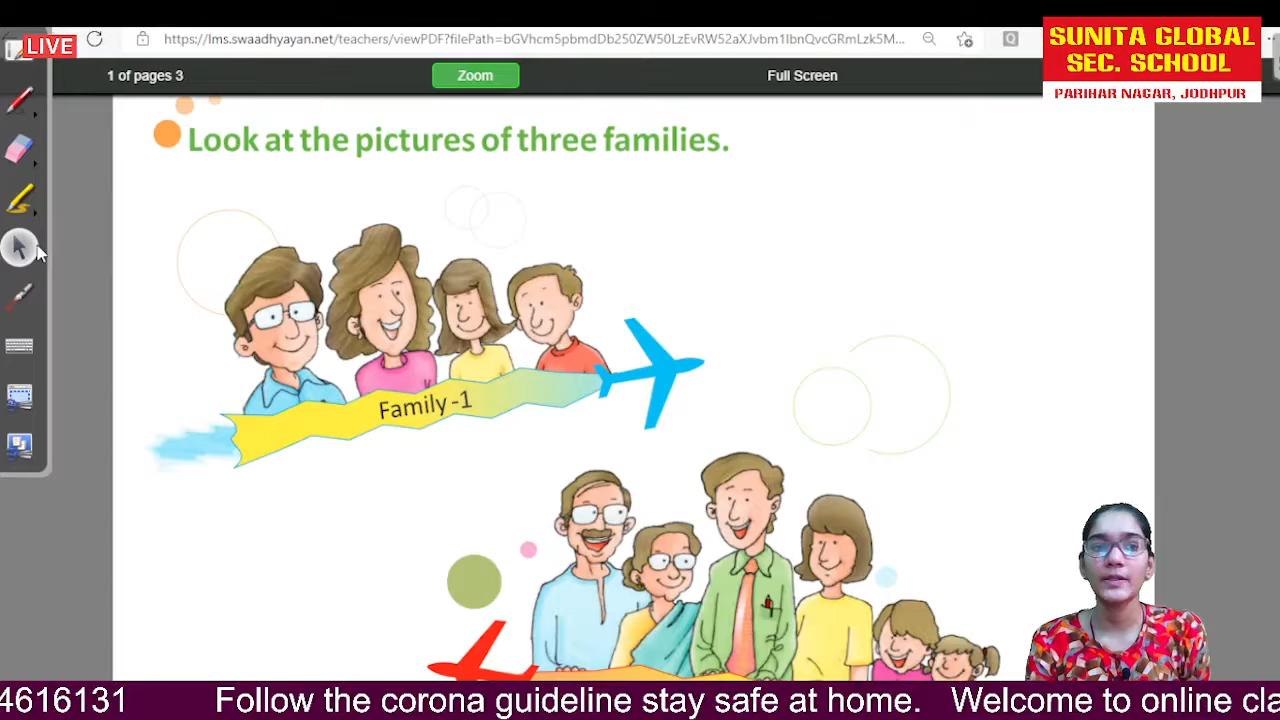 LIVE
https://lms.swaadhyayan.net/teachers/viewPDF?filePath=bGVhcm5pbmdDb250ZW50LzEvRW52aXJvbm1lbnQvcGRmLzk5M...
SUNITA GLOBAL
SEC. SCHOOL
PARIHAR NAGAR, JODHPUR
1 of pages 3
Zoom
Full Screen
Look at the pictures of three families.
Family -1
4616131 Follow the corona guideline stay safe at home. Welcome to online cla